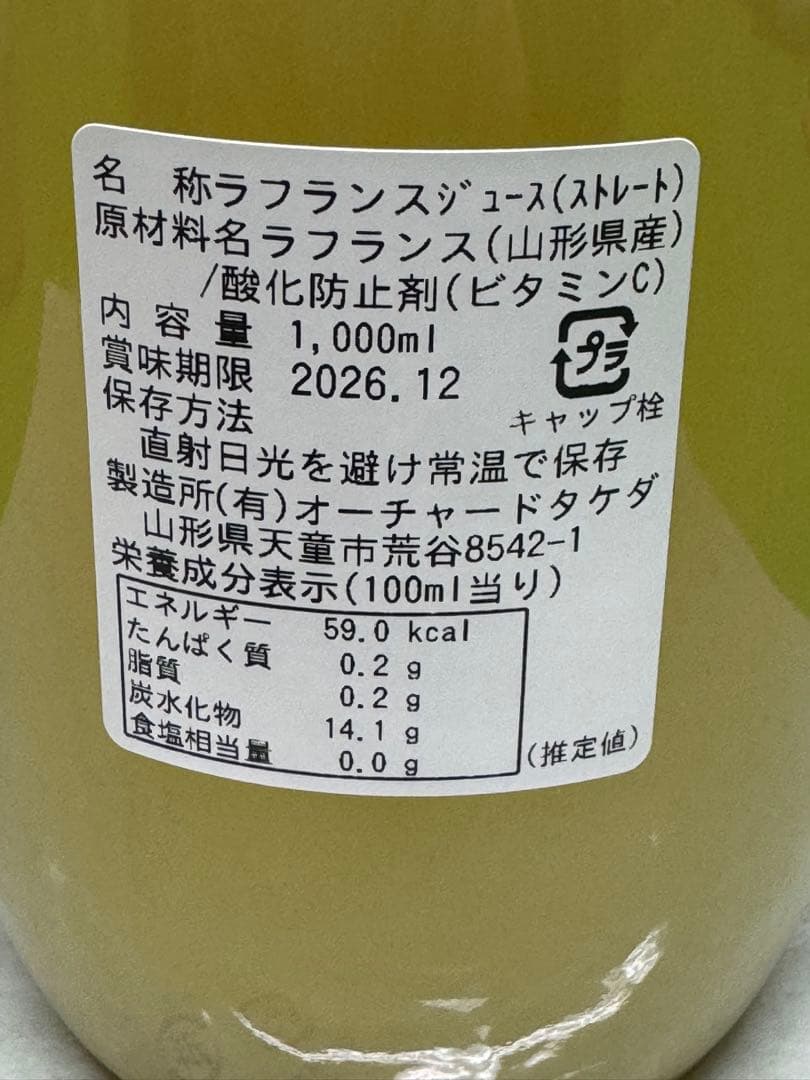 名 称ラフランスジュース(ストレート)
原材料名ラフランス(山形県産)
/酸化防止剤(ビタミンC)
内容量 1,000ml
賞味期限 2026.12
プラ
保存方法
キャップ栓
直射日光を避け常温で保存
製造所(有)オーチャードタケダ
山形県天童市荒谷8542-1
栄養成分表示(100ml当り)
エネルギー 59.0 kcal
たんぱく質 0.2 g
脂質 0.2 g
炭水化物 14.1 g
食塩相当量 0.0 g
(推定値)